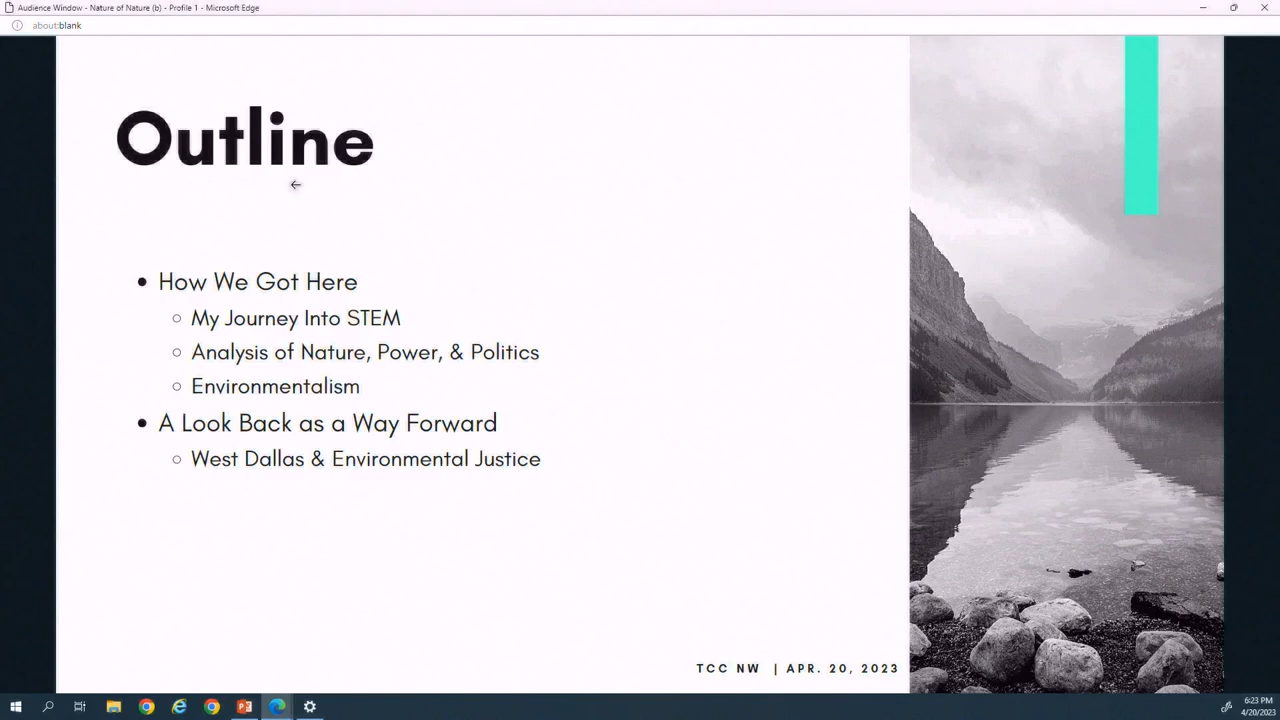 Audience Window - Nature of Nature (b) - Profile 1 - Microsoft Edge
about:blank
Outline
How We Got Here
My Journey Into STEM
Analysis of Nature, Power, & Politics
Environmentalism
A Look Back as a Way Forward
West Dallas & Environmental Justice
TCC NW | APR. 20, 2023
6:23 PM
4/20/2023